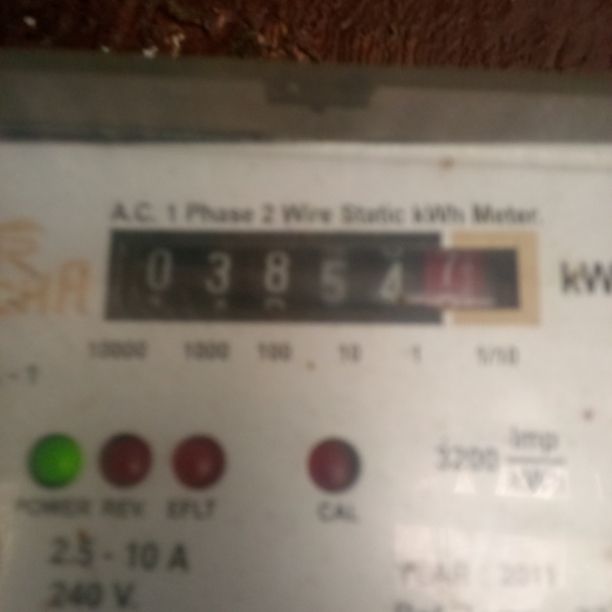 A.C. 1 Phase 2 Wire Static kWh Meter.
0 3 8 5 4
kW
10000 1000 100 10 1 1/10
3200 imp
POWER REV EFLT CAL
2.5 - 10 A
240 V.
YEAR : 2011